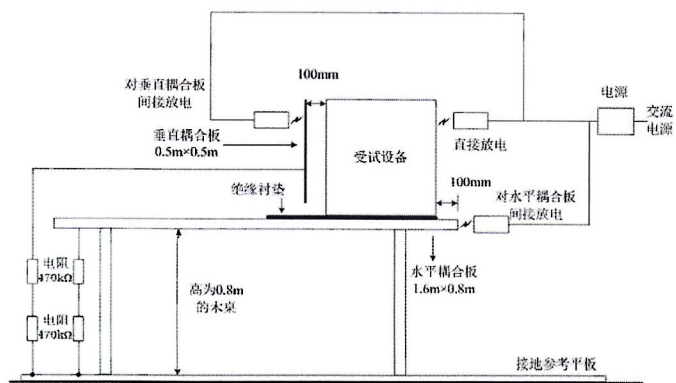 100mm
对垂直耦合板
间接放电
电源
交流
电源
垂直耦合板
0.5m×0.5m
受试设备
直接放电
绝缘衬垫
100mm
对水平耦合板
间接放电
水平耦合板
1.6m×0.8m
电阻
470kΩ
高为0.8m
的木桌
电阻
470kΩ
接地参考平板